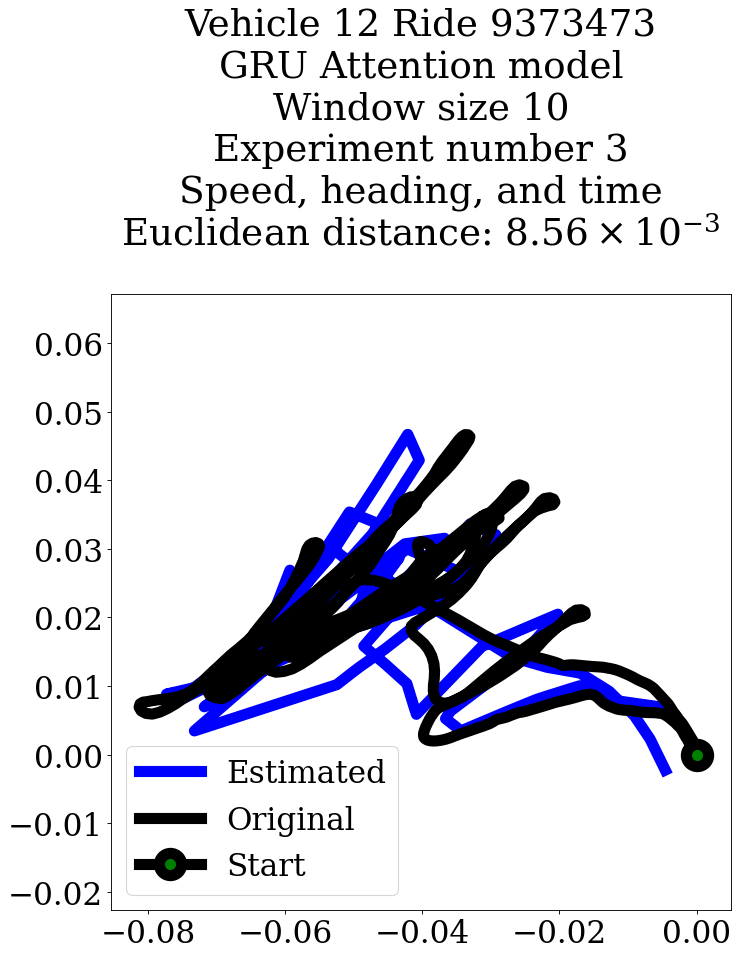 Vehicle 12 Ride 9373473
GRU Attention model
Window size 10
Experiment number 3
Speed, heading, and time
Euclidean distance: 8.56 × 10⁻³
0.06
0.05
0.04
0.03
0.02
0.01
0.00
−0.01
−0.02
Estimated
Original
Start
−0.08 −0.06 −0.04 −0.02 0.00